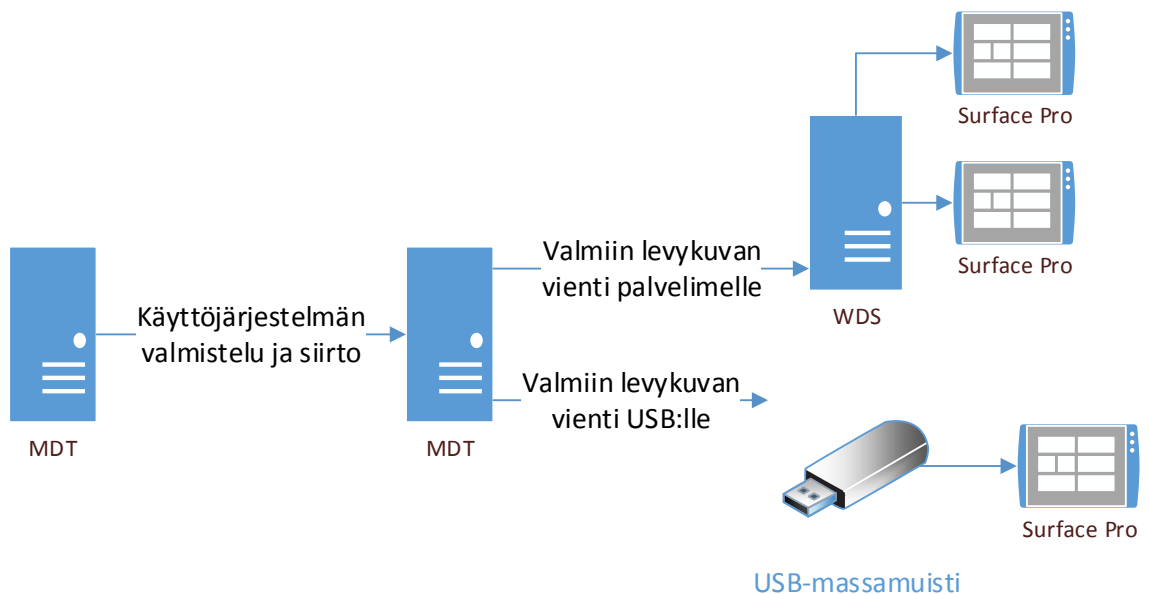 Surface Pro
Surface Pro
Valmiin levykuvan
vienti palvelimelle
WDS
Käyttöjärjestelmän
valmistelu ja siirto
MDT
MDT
Valmiin levykuvan
vienti USB:lle
Surface Pro
USB-massamuisti